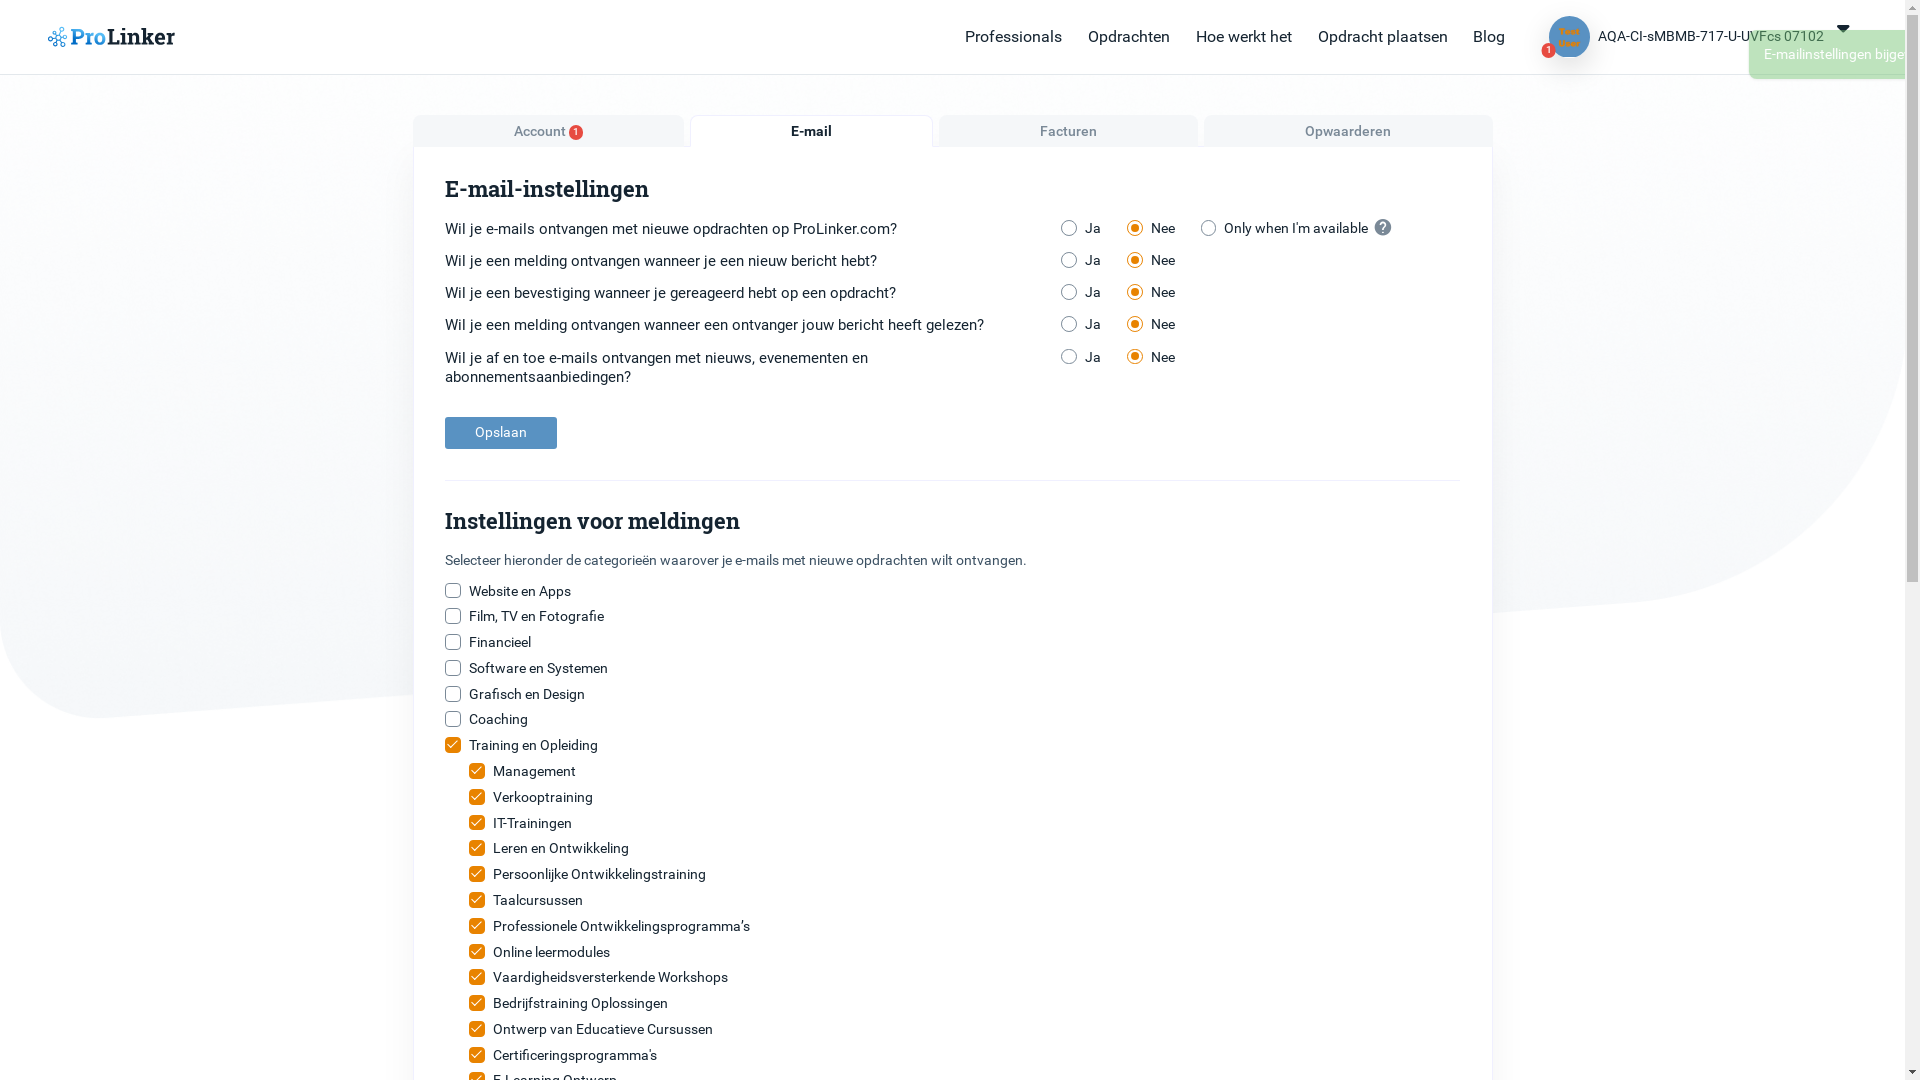 ProLinker
Professionals
Opdrachten
Hoe werkt het
Opdracht plaatsen
Blog
Test
User
1
AQA-CI-sMBMB-717-U-UVFcs 07102
E-mailinstellingen
Account 1
E-mail
Facturen
Opwaarderen
E-mail-instellingen
Wil je e-mails ontvangen met nieuwe opdrachten op ProLinker.com? Ja Nee Only when I'm available ?
Wil je een melding ontvangen wanneer je een nieuw bericht hebt? Ja Nee
Wil je een bevestiging wanneer je gereageerd hebt op een opdracht? Ja Nee
Wil je een melding ontvangen wanneer een ontvanger jouw bericht heeft gelezen? Ja Nee
Wil je af en toe e-mails ontvangen met nieuws, evenementen en Ja Nee
abonnementsaanbiedingen?
Opslaan
Instellingen voor meldingen
Selecteer hieronder de categorieën waarover je e-mails met nieuwe opdrachten wilt ontvangen.
Website en Apps
Film, TV en Fotografie
Financieel
Software en Systemen
Grafisch en Design
Coaching
Training en Opleiding
Management
Verkooptraining
IT-Trainingen
Leren en Ontwikkeling
Persoonlijke Ontwikkelingstraining
Taalcursussen
Professionele Ontwikkelingsprogramma’s
Online leermodules
Vaardigheidsversterkende Workshops
Bedrijfstraining Oplossingen
Ontwerp van Educatieve Cursussen
Certificeringsprogramma's
E-Learning Ontwerp